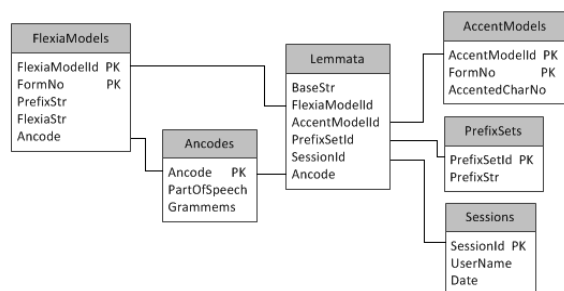 FlexiaModels
FlexiaModelId PK
FormNo PK
PrefixStr
FlexiaStr
Ancode
Ancodes
Ancode PK
PartOfSpeech
Grammems
Lemmata
BaseStr
FlexiaModelId
AccentModelId
PrefixSetId
SessionId
Ancode
AccentModels
AccentModelId PK
FormNo PK
AccentedCharNo
PrefixSets
PrefixSetId PK
PrefixStr
Sessions
SessionId PK
UserName
Date